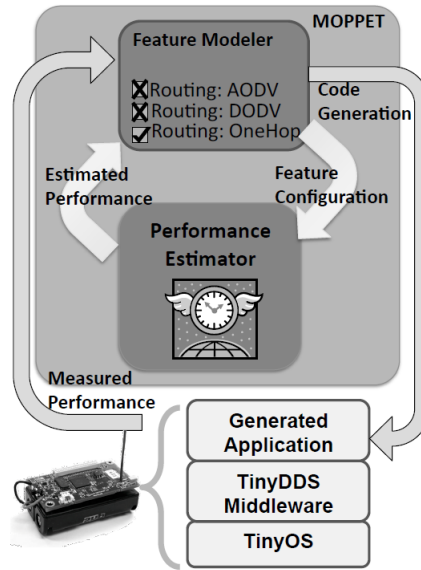 MOPPET
Feature Modeler
Routing: AODV
Routing: DODV
Routing: OneHop
Code
Generation
Estimated
Performance
Feature
Configuration
Performance
Estimator
Measured
Performance
Generated
Application
TinyDDS
Middleware
TinyOS